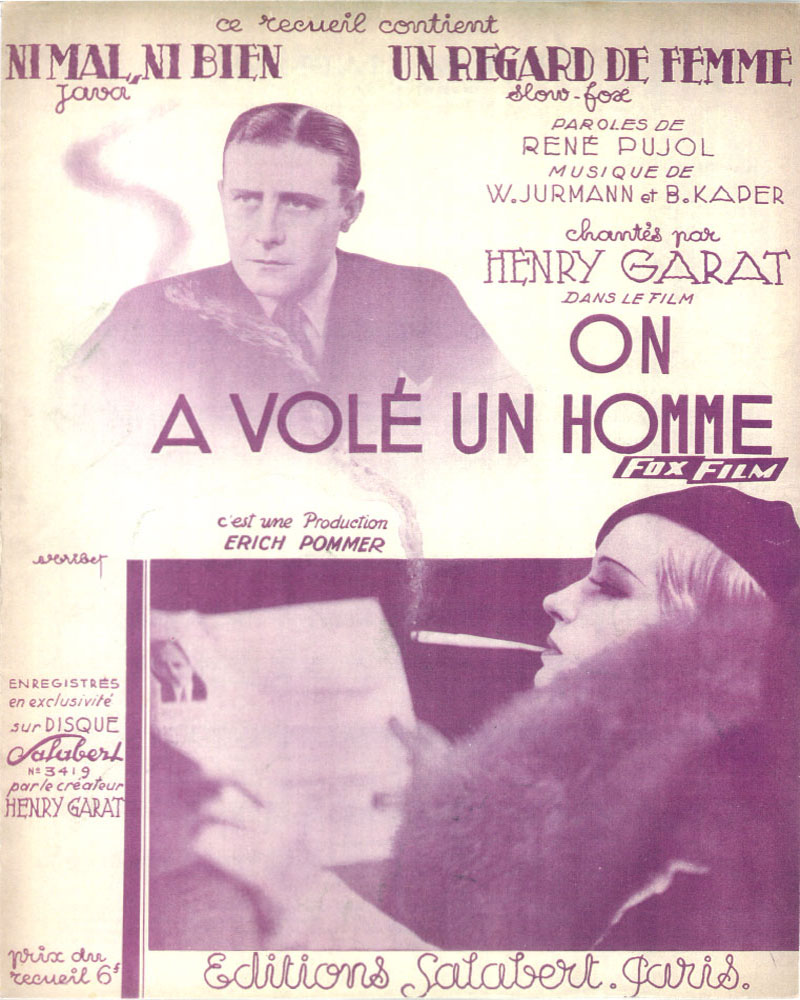 ce recueil contient
NI MAL, NI BIEN
java
UN REGARD DE FEMME
slow-fox
PAROLES DE
RENÉ PUJOL
MUSIQUE DE
W. JURMANN et B. KAPER
chantés par
HENRY GARAT
DANS LE FILM
ON
A VOLÉ UN HOMME
FOX FILM
c'est une Production
ERICH POMMER
ENREGISTRÉS
en exclusivité
sur DISQUE
Salabert
Nº 3419
par le créateur
HENRY GARAT
prix du
recueil 6f
Editions Salabert. Paris.